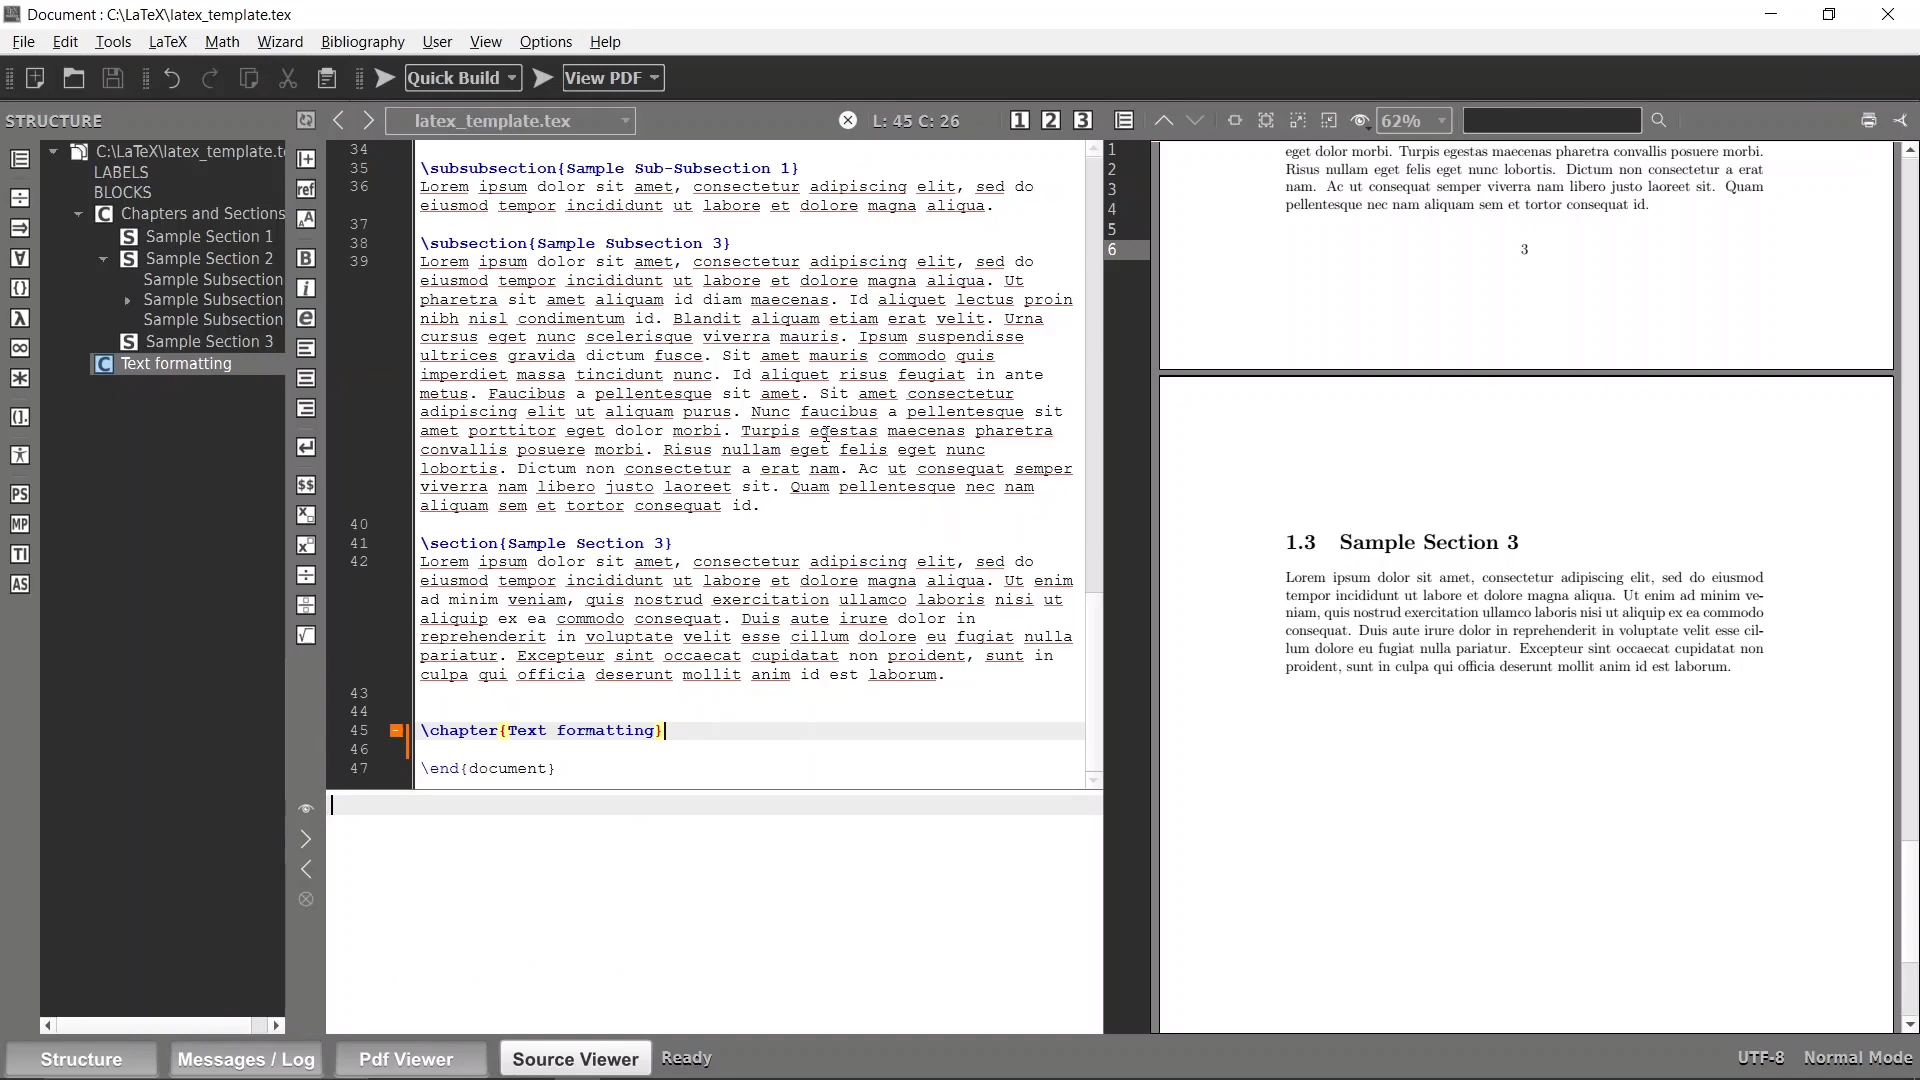 Document : C:\LaTeX\latex_template.tex
File Edit Tools LaTeX Math Wizard Bibliography User View Options Help
Quick Build View PDF
STRUCTURE
latex_template.tex
L: 45 C: 26
1 2 3
62%
C:\LaTeX\latex_template.t
LABELS
BLOCKS
C Chapters and Sections
S Sample Section 1
S Sample Section 2
Sample Subsection
Sample Subsection
Sample Subsection
S Sample Section 3
C Text formatting
PS
MP
TI
AS
ref
B
i
e
$$
34
35 \subsubsection{Sample Sub-Subsection 1}
36 Lorem ipsum dolor sit amet, consectetur adipiscing elit, sed do
eiusmod tempor incididunt ut labore et dolore magna aliqua.
37
38 \subsection{Sample Subsection 3}
39 Lorem ipsum dolor sit amet, consectetur adipiscing elit, sed do
eiusmod tempor incididunt ut labore et dolore magna aliqua. Ut
pharetra sit amet aliquam id diam maecenas. Id aliquet lectus proin
nibh nisl condimentum id. Blandit aliquam etiam erat velit. Urna
cursus eget nunc scelerisque viverra mauris. Ipsum suspendisse
ultrices gravida dictum fusce. Sit amet mauris commodo quis
imperdiet massa tincidunt nunc. Id aliquet risus feugiat in ante
metus. Faucibus a pellentesque sit amet. Sit amet consectetur
adipiscing elit ut aliquam purus. Nunc faucibus a pellentesque sit
amet porttitor eget dolor morbi. Turpis egestas maecenas pharetra
convallis posuere morbi. Risus nullam eget felis eget nunc
lobortis. Dictum non consectetur a erat nam. Ac ut consequat semper
viverra nam libero justo laoreet sit. Quam pellentesque nec nam
aliquam sem et tortor consequat id.
40
41 \section{Sample Section 3}
42 Lorem ipsum dolor sit amet, consectetur adipiscing elit, sed do
eiusmod tempor incididunt ut labore et dolore magna aliqua. Ut enim
ad minim veniam, quis nostrud exercitation ullamco laboris nisi ut
aliquip ex ea commodo consequat. Duis aute irure dolor in
reprehenderit in voluptate velit esse cillum dolore eu fugiat nulla
pariatur. Excepteur sint occaecat cupidatat non proident, sunt in
culpa qui officia deserunt mollit anim id est laborum.
43
44
45 \chapter{Text formatting}
46
47 \end{document}
1
2
3
4
5
6
eget dolor morbi. Turpis egestas maecenas pharetra convallis posuere morbi.
Risus nullam eget felis eget nunc lobortis. Dictum non consectetur a erat
nam. Ac ut consequat semper viverra nam libero justo laoreet sit. Quam
pellentesque nec nam aliquam sem et tortor consequat id.
3
1.3 Sample Section 3
Lorem ipsum dolor sit amet, consectetur adipiscing elit, sed do eiusmod
tempor incididunt ut labore et dolore magna aliqua. Ut enim ad minim ve-
niam, quis nostrud exercitation ullamco laboris nisi ut aliquip ex ea commodo
consequat. Duis aute irure dolor in reprehenderit in voluptate velit esse cil-
lum dolore eu fugiat nulla pariatur. Excepteur sint occaecat cupidatat non
proident, sunt in culpa qui officia deserunt mollit anim id est laborum.
Structure Messages / Log Pdf Viewer Source Viewer Ready
UTF-8 Normal Mode